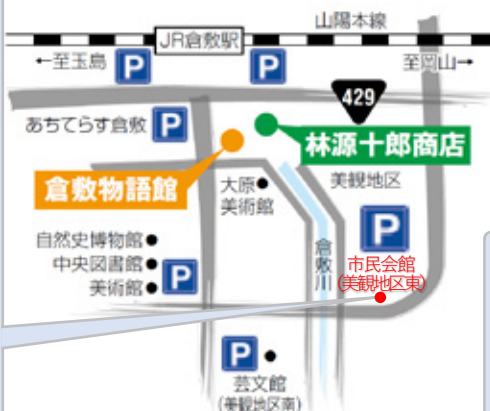 山陽本線
JR倉敷駅
←至玉島
P
P
至岡山→
429
あちてらす倉敷
P
林源十郎商店
倉敷物語館
大原
美術館
美観地区
P
自然史博物館
中央図書館
美術館
P
倉敷川
市民会館
(美観地区東)
P
芸文館
(美観地区南)